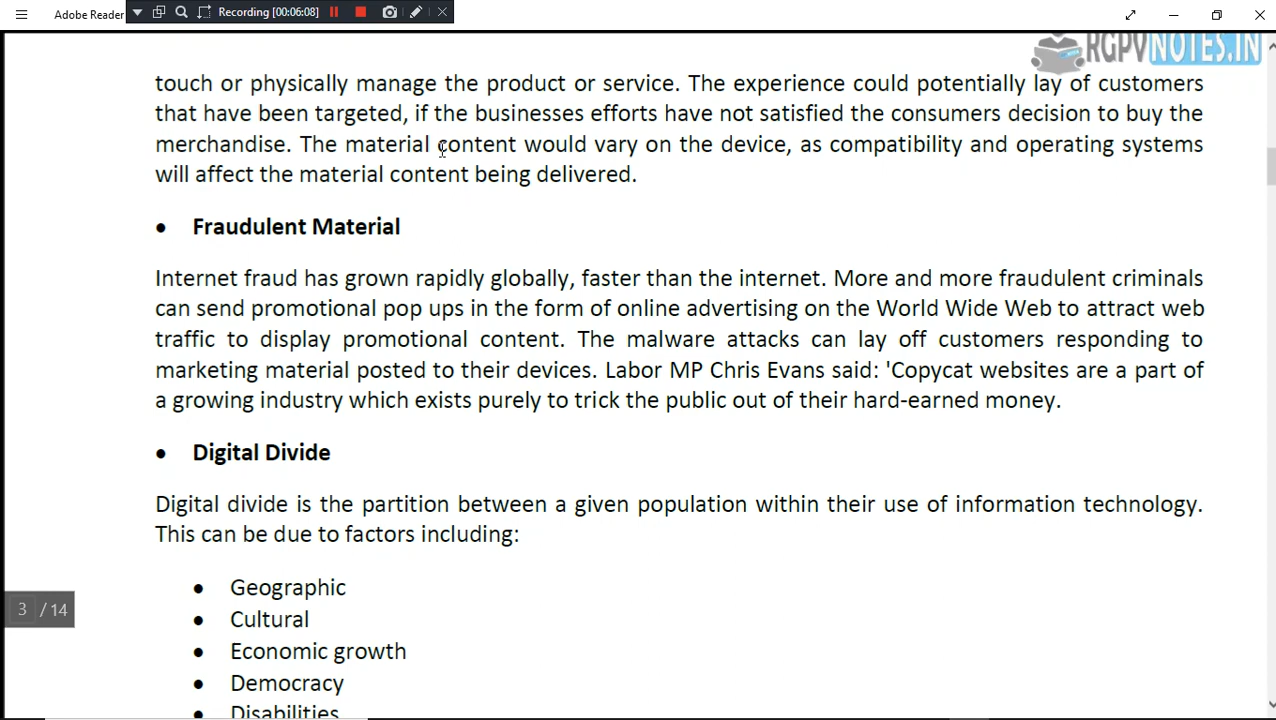 Adobe Reader
Recording [00:06:08]
RGPVNOTES.IN
touch or physically manage the product or service. The experience could potentially lay of customers
that have been targeted, if the businesses efforts have not satisfied the consumers decision to buy the
merchandise. The material content would vary on the device, as compatibility and operating systems
will affect the material content being delivered.
• Fraudulent Material
Internet fraud has grown rapidly globally, faster than the internet. More and more fraudulent criminals
can send promotional pop ups in the form of online advertising on the World Wide Web to attract web
traffic to display promotional content. The malware attacks can lay off customers responding to
marketing material posted to their devices. Labor MP Chris Evans said: 'Copycat websites are a part of
a growing industry which exists purely to trick the public out of their hard-earned money.
• Digital Divide
Digital divide is the partition between a given population within their use of information technology.
This can be due to factors including:
• Geographic
3 / 14
• Cultural
• Economic growth
• Democracy
• Disabilities